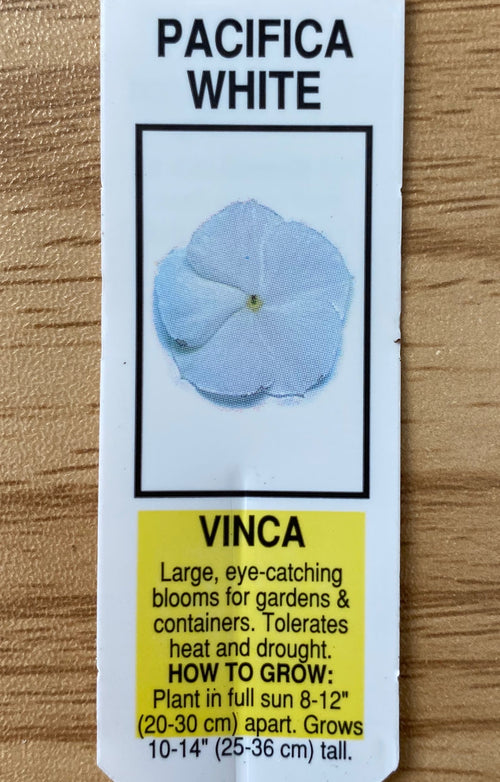 PACIFICA
WHITE
VINCA
Large, eye-catching
blooms for gardens &
containers. Tolerates
heat and drought.
HOW TO GROW:
Plant in full sun 8-12"
(20-30 cm) apart. Grows
10-14" (25-36 cm) tall.